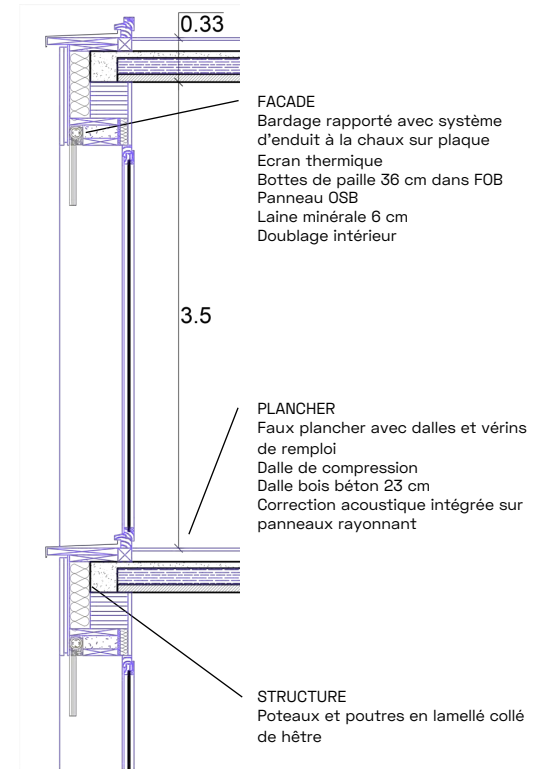 0.33
FACADE
Bardage rapporté avec système
d'enduit à la chaux sur plaque
Ecran thermique
Bottes de paille 36 cm dans FOB
Panneau OSB
Laine minérale 6 cm
Doublage intérieur
3.5
PLANCHER
Faux plancher avec dalles et vérins
de remploi
Dalle de compression
Dalle bois béton 23 cm
Correction acoustique intégrée sur
panneaux rayonnant
STRUCTURE
Poteaux et poutres en lamellé collé
de hêtre